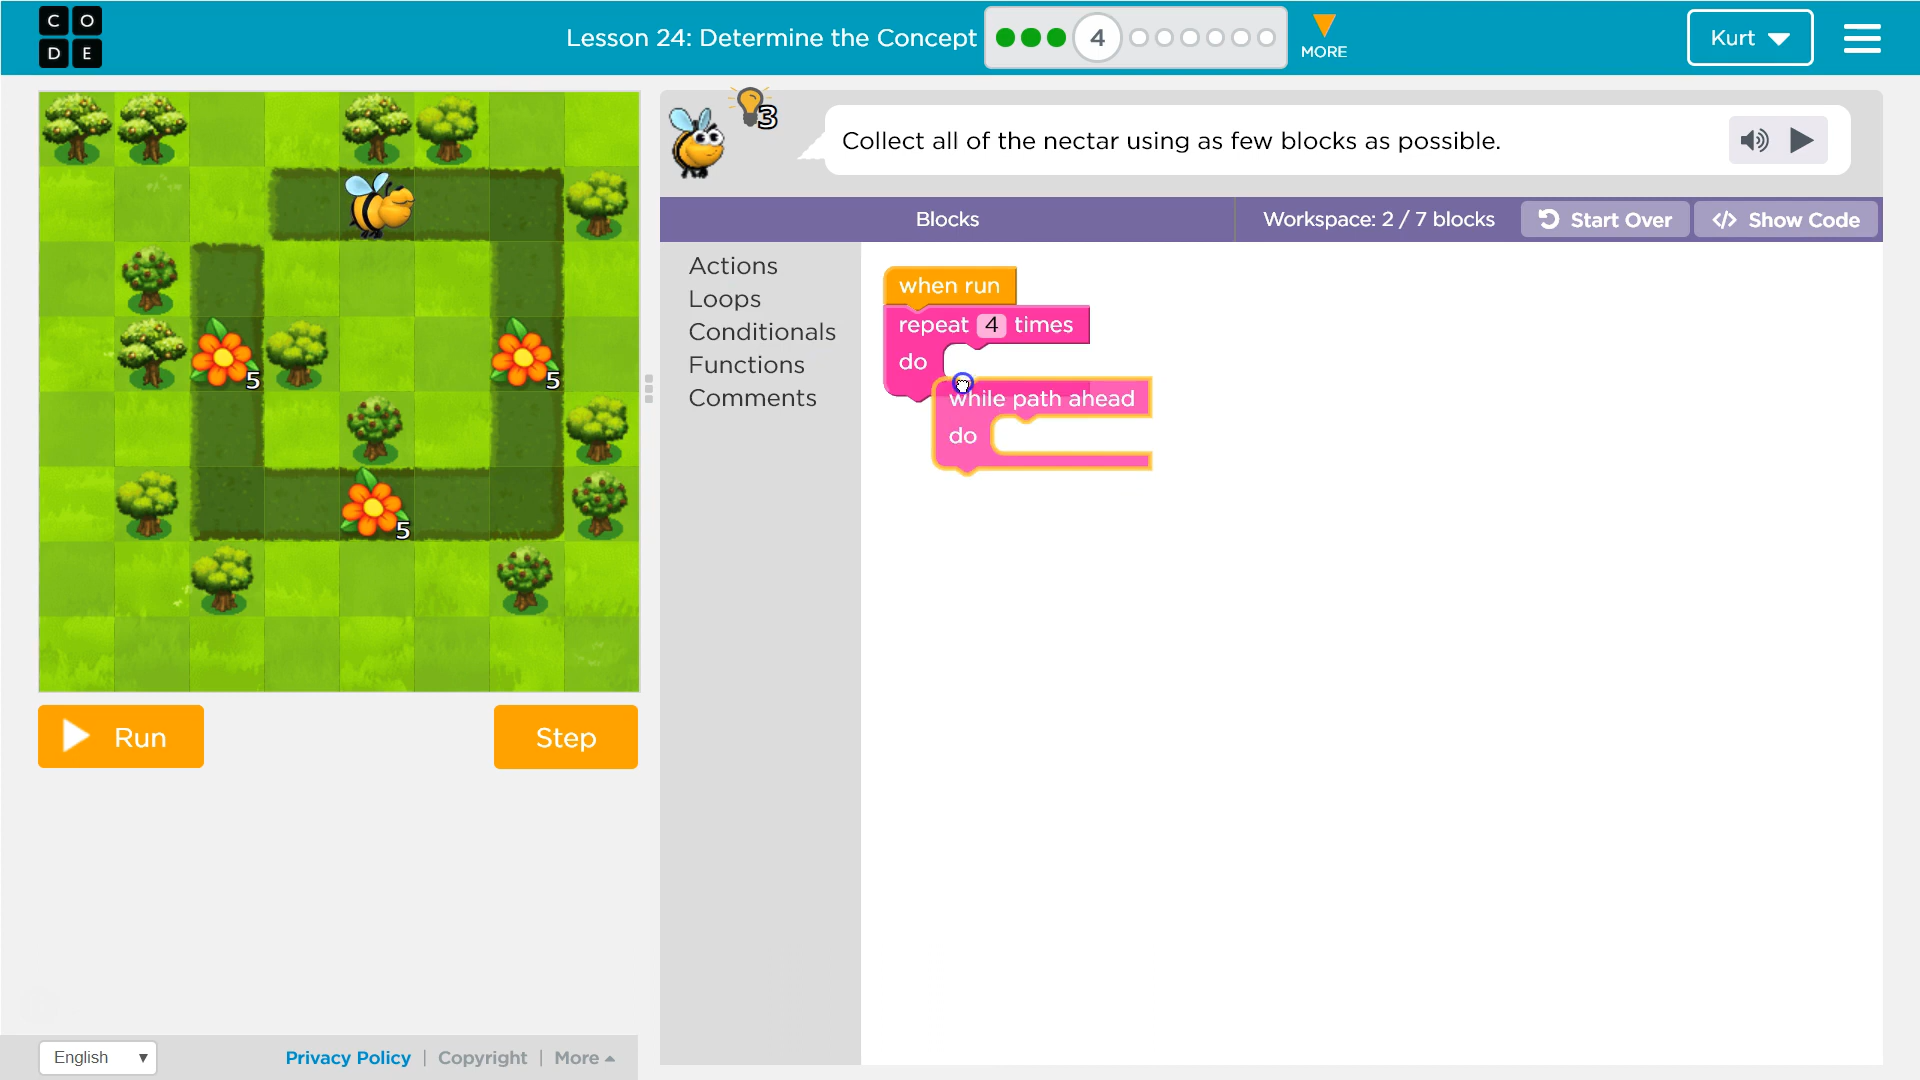 C O
D E
Lesson 24: Determine the Concept
4
MORE
Kurt
3
Collect all of the nectar using as few blocks as possible.
Blocks
Workspace: 2 / 7 blocks
Start Over
</> Show Code
Actions
Loops
Conditionals
Functions
Comments
when run
repeat 4 times
do
while path ahead
do
5
5
5
Run
Step
English
Privacy Policy | Copyright | More